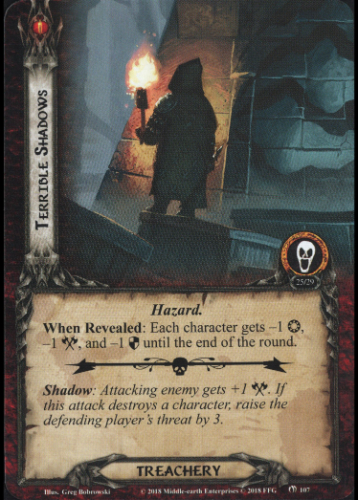 TERRIBLE SHADOWS
25/29
Hazard.
When Revealed: Each character gets –1 , 
–1 , and –1 until the end of the round.
Shadow: Attacking enemy gets +1 . If
this attack destroys a character, raise the
defending player's threat by 3.
TREACHERY
Illus. Greg Bobrowski © 2018 Middle-earth Enterprises © 2018 FFG 107